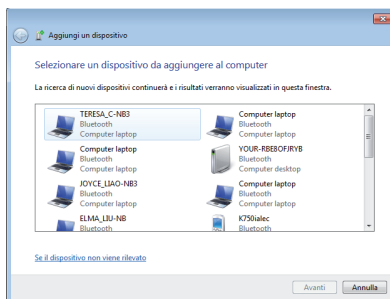 Aggiungi un dispositivo
Selezionare un dispositivo da aggiungere al computer
La ricerca di nuovi dispositivi continuerà e i risultati verranno visualizzati in questa finestra.
TERESA_C-NB3
Bluetooth
Computer laptop
Computer laptop
Bluetooth
Computer laptop
Computer laptop
Bluetooth
Computer laptop
YOUR-RBE8OFJRYB
Bluetooth
Computer desktop
JOYCE_LIAO-NB3
Bluetooth
Computer laptop
Computer laptop
Bluetooth
Computer laptop
ELMA_LIU-NB
Bluetooth
K750ialec
Bluetooth
Se il dispositivo non viene rilevato
Avanti
Annulla